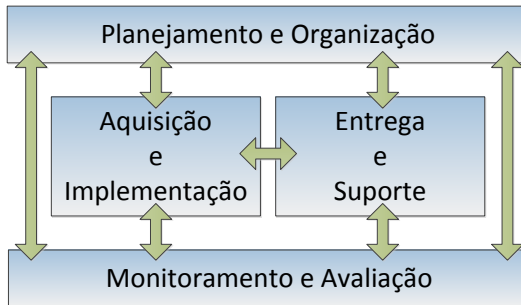 Planejamento e Organização
Aquisição
e
Implementação
Entrega
e
Suporte
Monitoramento e Avaliação